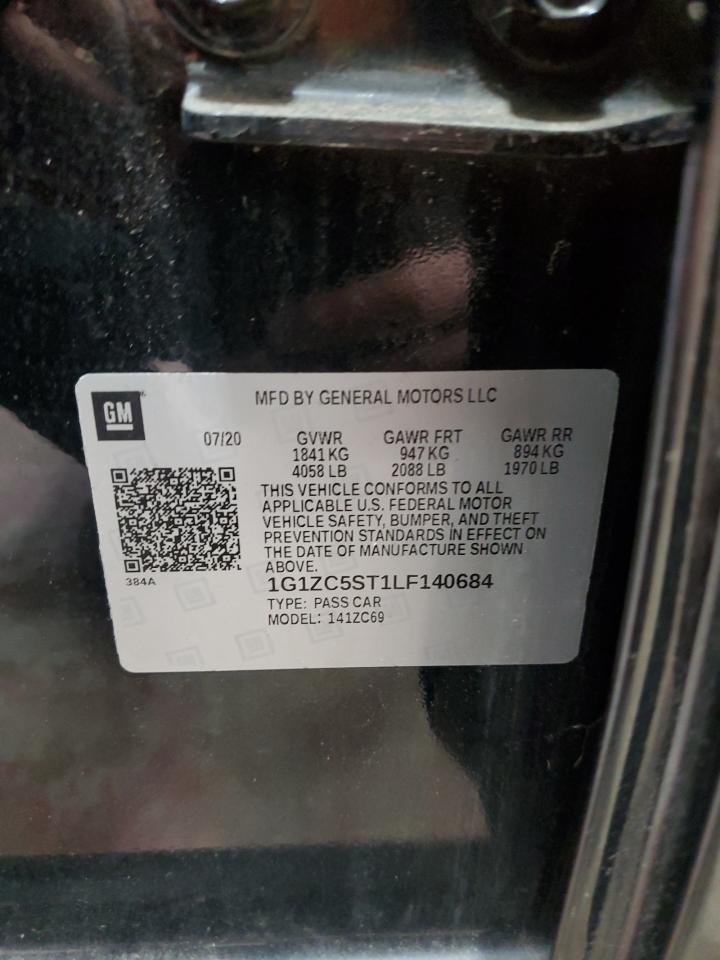 GM
MFD BY GENERAL MOTORS LLC
07/20 GVWR GAWR FRT GAWR RR
1841 KG 947 KG 894 KG
4058 LB 2088 LB 1970 LB
THIS VEHICLE CONFORMS TO ALL
APPLICABLE U.S. FEDERAL MOTOR
VEHICLE SAFETY, BUMPER, AND THEFT
PREVENTION STANDARDS IN EFFECT ON
THE DATE OF MANUFACTURE SHOWN
ABOVE.
384A
1G1ZC5ST1LF140684
TYPE: PASS CAR
MODEL: 141ZC69